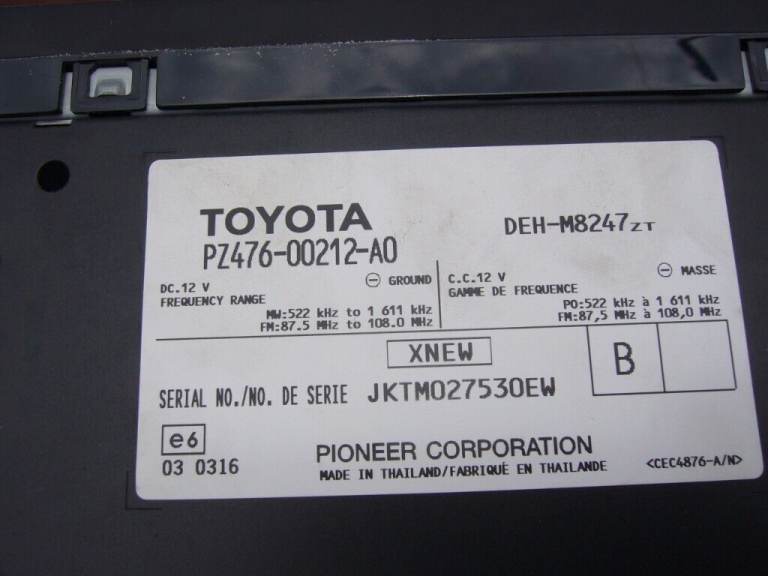 TOYOTA
PZ476-00212-A0
DEH-M8247ZT
DC.12 V ⊖ GROUND
FREQUENCY RANGE
MW:522 kHz to 1 611 kHz
FM:87.5 MHz to 108.0 MHz
C.C.12 V ⊖ MASSE
GAMME DE FREQUENCE
PO:522 kHz à 1 611 kHz
FM:87,5 MHz à 108,0 MHz
XNEW
B
SERIAL NO./NO. DE SERIE JKTM027530EW
e6
03 0316
PIONEER CORPORATION
MADE IN THAILAND/FABRIQUÉ EN THAILANDE
<CEC4876-A/N>